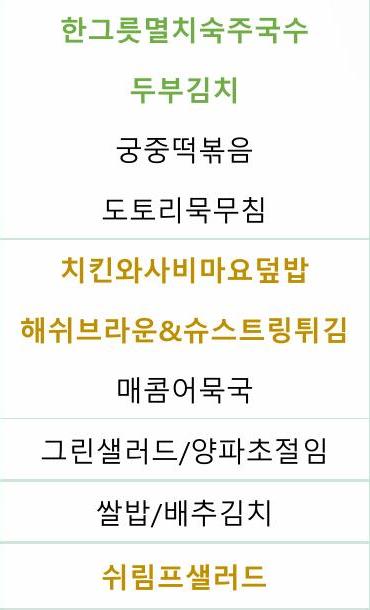 한그릇멸치숙주국수
두부김치
궁중떡볶음
도토리묵무침
치킨와사비마요덮밥
해쉬브라운&슈스트링튀김
매콤어묵국
그린샐러드/양파초절임
쌀밥/배추김치
쉬림프샐러드